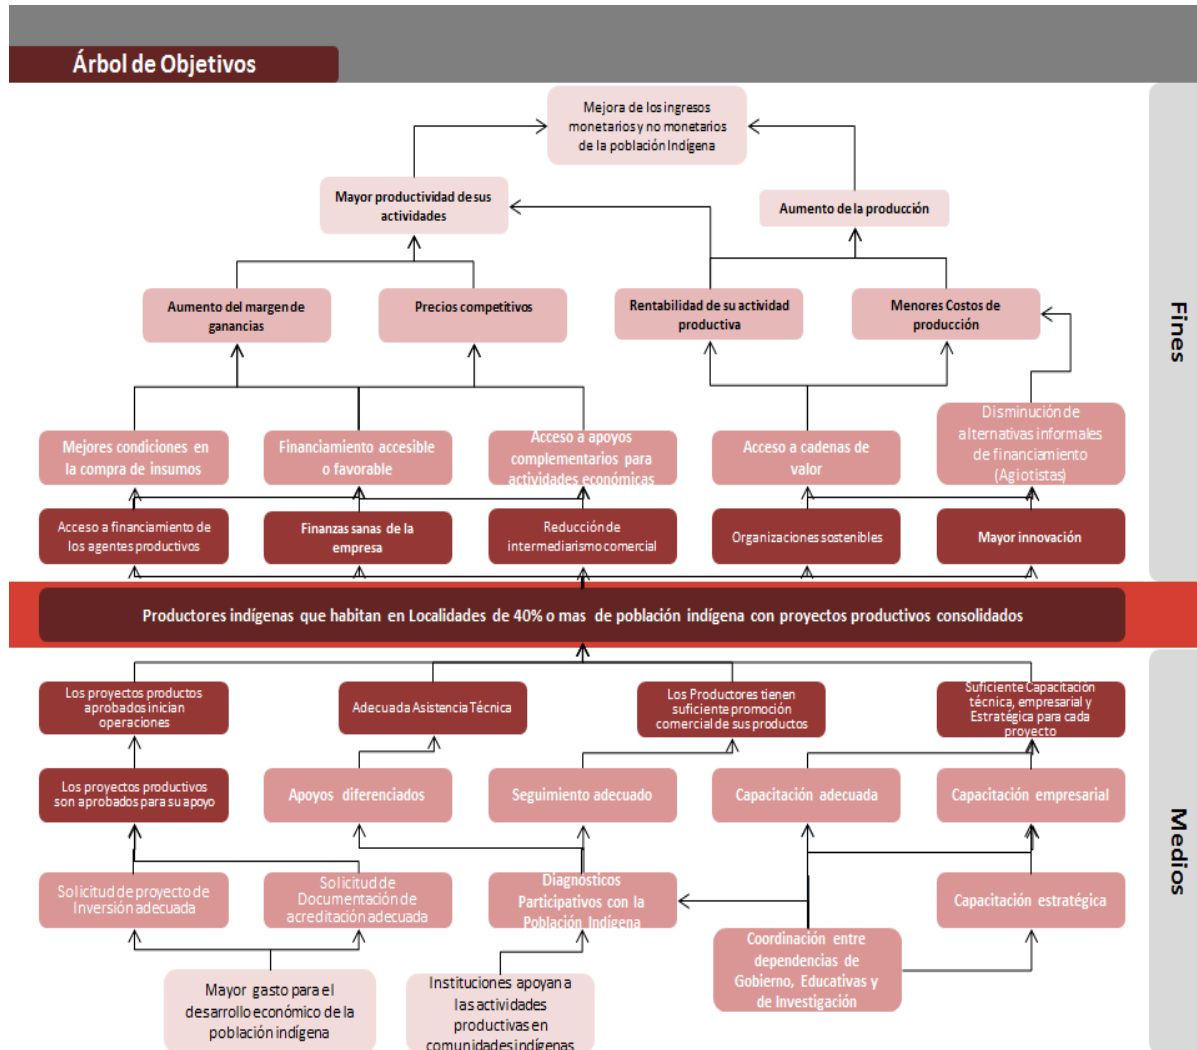 Árbol de Objetivos
Mejora de los ingresos
monetarios y no monetarios
de la población Indígena
Mayor productividad de sus
actividades
Aumento de la producción
Aumento del margen de
ganancias
Precios competitivos
Rentabilidad de su actividad
productiva
Menores Costos de
producción
Fines
Mejores condiciones en
la compra de insumos
Financiamiento accesible
o favorable
Acceso a apoyos
complementarios para
actividades económicas
Acceso a cadenas de
valor
Disminución de
alternativas informales
de financiamiento
(Agiotistas)
Acceso a financiamiento de
los agentes productivos
Finanzas sanas de la
empresa
Reducción de
intermediarismo comercial
Organizaciones sostenibles
Mayor innovación
Productores indígenas que habitan en Localidades de 40% o mas de población indígena con proyectos productivos consolidados
Los proyectos productos
aprobados inician
operaciones
Adecuada Asistencia Técnica
Los Productores tienen
suficiente promoción
comercial de sus productos
Suficiente Capacitación
técnica, empresarial y
Estratégica para cada
proyecto
Los proyectos productivos
son aprobados para su apoyo
Apoyos diferenciados
Seguimiento adecuado
Capacitación adecuada
Capacitación empresarial
Medios
Solicitud de proyecto de
Inversión adecuada
Solicitud de
Documentación de
acreditación adecuada
Diagnósticos
Participativos con la
Población Indígena
Capacitación estratégica
Coordinación entre
dependencias de
Gobierno, Educativas y
de Investigación
Mayor gasto para el
desarrollo económico de la
población indígena
Instituciones apoyan a
las actividades
productivas en
comunidades indígenas